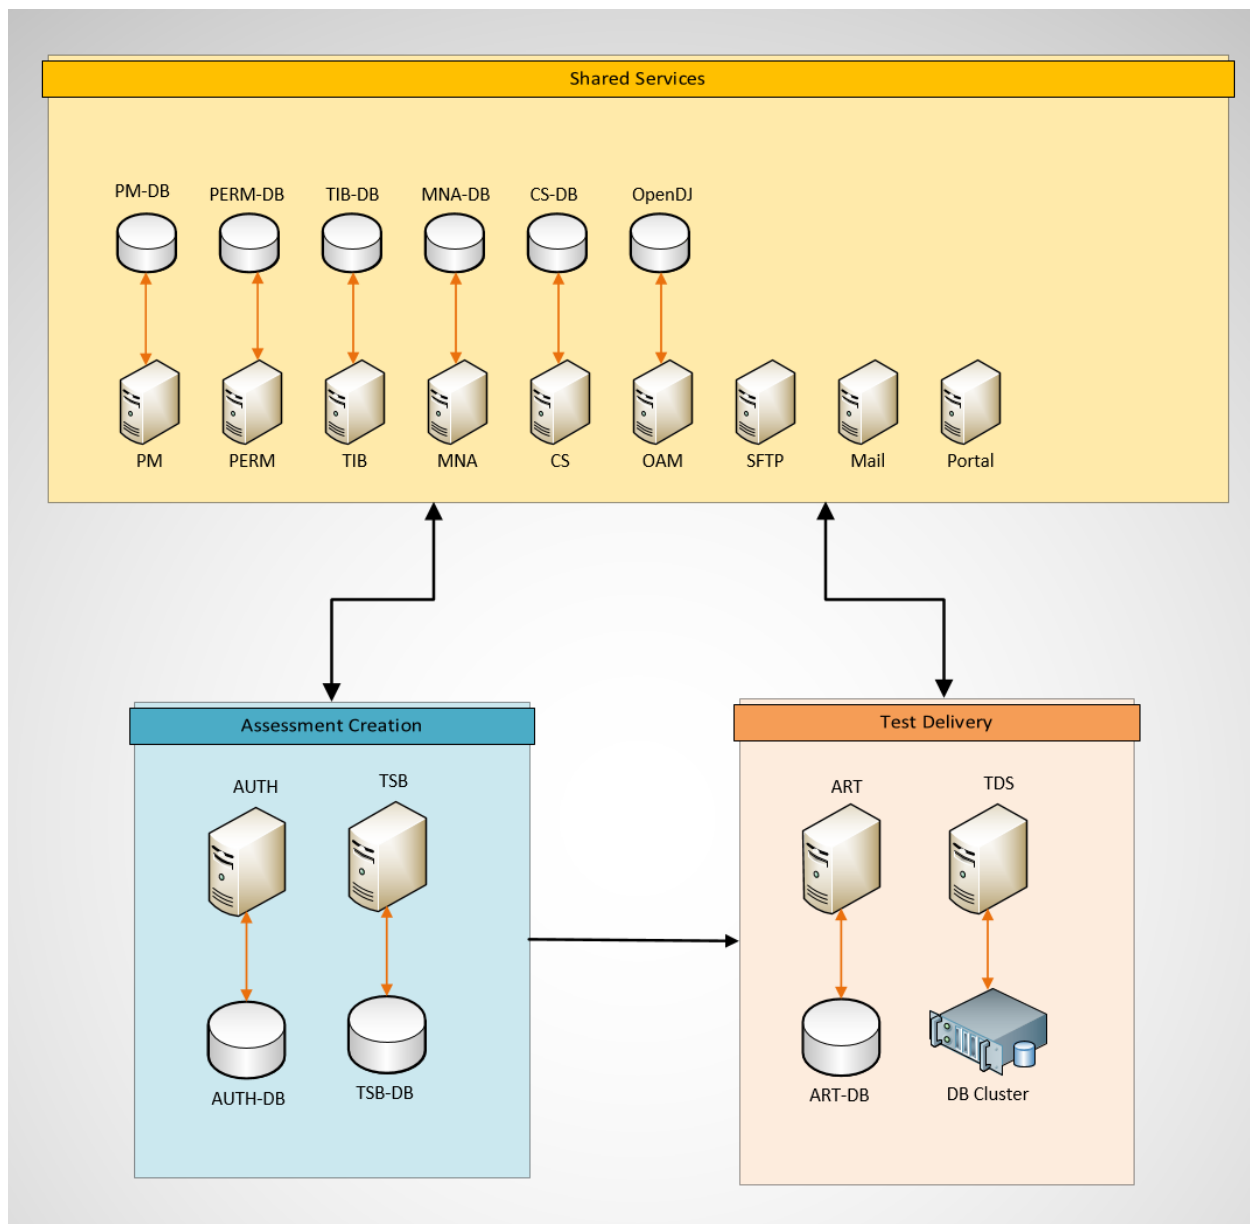 Shared Services
PM-DB PERM-DB TIB-DB MNA-DB CS-DB OpenDJ
PM PERM TIB MNA CS OAM SFTP Mail Portal
Assessment Creation
AUTH TSB
AUTH-DB TSB-DB
Test Delivery
ART TDS
ART-DB DB Cluster